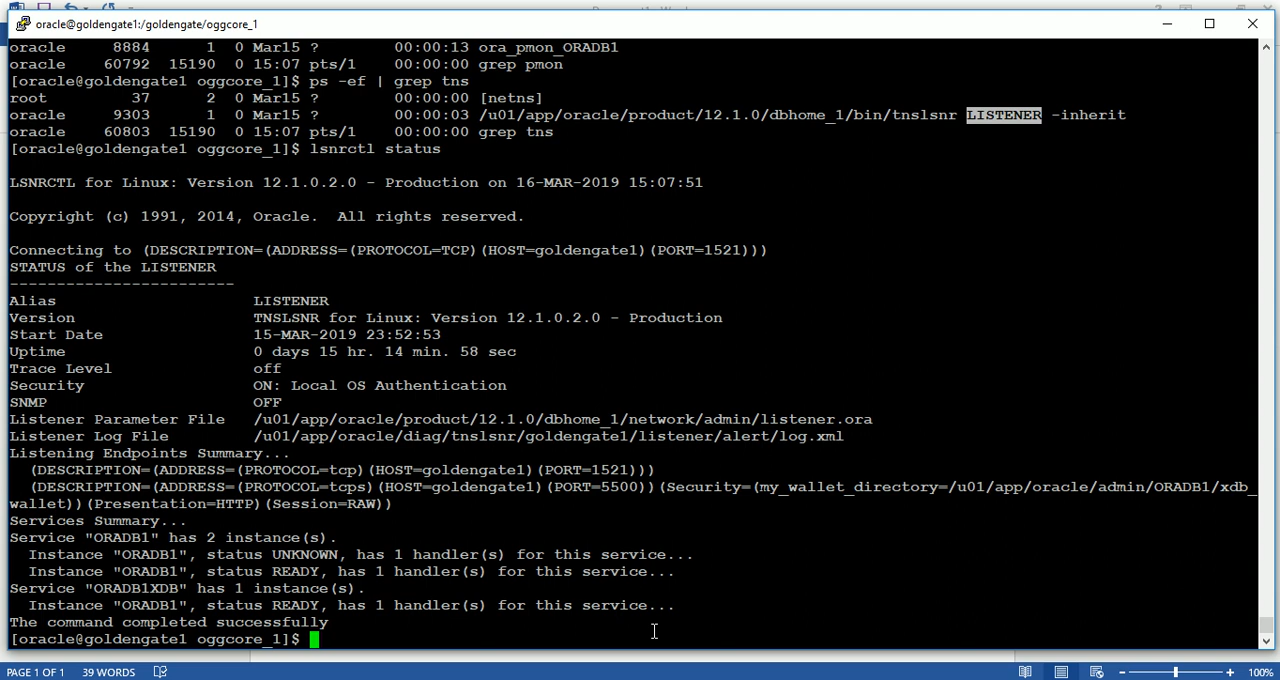 oracle@goldengate1:/goldengate/oggcore_1
oracle     8884     1  0 Mar15 ?        00:00:13 ora_pmon_ORADB1
oracle    60792 15190  0 15:07 pts/1    00:00:00 grep pmon
[oracle@goldengate1 oggcore_1]$ ps -ef | grep tns
root         37     2  0 Mar15 ?        00:00:00 [netns]
oracle     9303     1  0 Mar15 ?        00:00:03 /u01/app/oracle/product/12.1.0/dbhome_1/bin/tnslsnr LISTENER -inherit
oracle    60803 15190  0 15:07 pts/1    00:00:00 grep tns
[oracle@goldengate1 oggcore_1]$ lsnrctl status
LSNRCTL for Linux: Version 12.1.0.2.0 - Production on 16-MAR-2019 15:07:51
Copyright (c) 1991, 2014, Oracle.  All rights reserved.
Connecting to (DESCRIPTION=(ADDRESS=(PROTOCOL=TCP)(HOST=goldengate1)(PORT=1521)))
STATUS of the LISTENER
------------------------
Alias                     LISTENER
Version                   TNSLSNR for Linux: Version 12.1.0.2.0 - Production
Start Date                15-MAR-2019 23:52:53
Uptime                    0 days 15 hr. 14 min. 58 sec
Trace Level               off
Security                  ON: Local OS Authentication
SNMP                      OFF
Listener Parameter File   /u01/app/oracle/product/12.1.0/dbhome_1/network/admin/listener.ora
Listener Log File         /u01/app/oracle/diag/tnslsnr/goldengate1/listener/alert/log.xml
Listening Endpoints Summary...
  (DESCRIPTION=(ADDRESS=(PROTOCOL=tcp)(HOST=goldengate1)(PORT=1521)))
  (DESCRIPTION=(ADDRESS=(PROTOCOL=tcps)(HOST=goldengate1)(PORT=5500))(Security=(my_wallet_directory=/u01/app/oracle/admin/ORADB1/xdb_
wallet))(Presentation=HTTP)(Session=RAW))
Services Summary...
Service "ORADB1" has 2 instance(s).
  Instance "ORADB1", status UNKNOWN, has 1 handler(s) for this service...
  Instance "ORADB1", status READY, has 1 handler(s) for this service...
Service "ORADB1XDB" has 1 instance(s).
  Instance "ORADB1", status READY, has 1 handler(s) for this service...
The command completed successfully
[oracle@goldengate1 oggcore_1]$
PAGE 1 OF 1   39 WORDS   100%